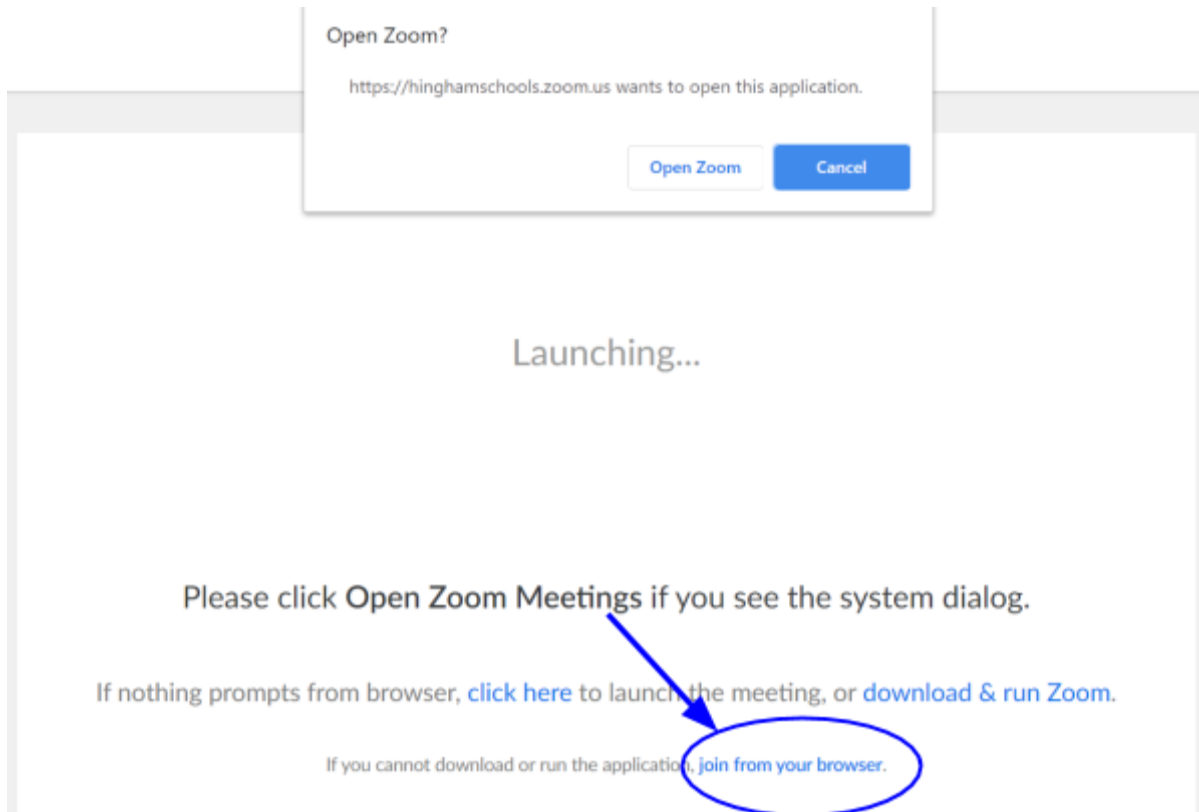 Open Zoom?
https://hinghamschools.zoom.us wants to open this application.
Open Zoom
Cancel
Launching...
Please click Open Zoom Meetings if you see the system dialog.
If nothing prompts from browser, click here to launch the meeting, or download & run Zoom.
If you cannot download or run the application, join from your browser.